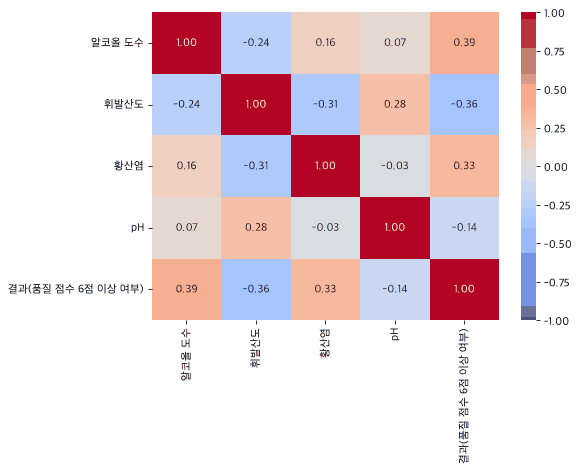 알코올 도수 1.00 -0.24 0.16 0.07 0.39
휘발산도 -0.24 1.00 -0.31 0.28 -0.36
황산염 0.16 -0.31 1.00 -0.03 0.33
pH 0.07 0.28 -0.03 1.00 -0.14
결과(품질 점수 6점 이상 여부) 0.39 -0.36 0.33 -0.14 1.00
알코올 도수
휘발산도
황산염
pH
결과(품질 점수 6점 이상 여부)
1.00
0.75
0.50
0.25
0.00
-0.25
-0.50
-0.75
-1.00